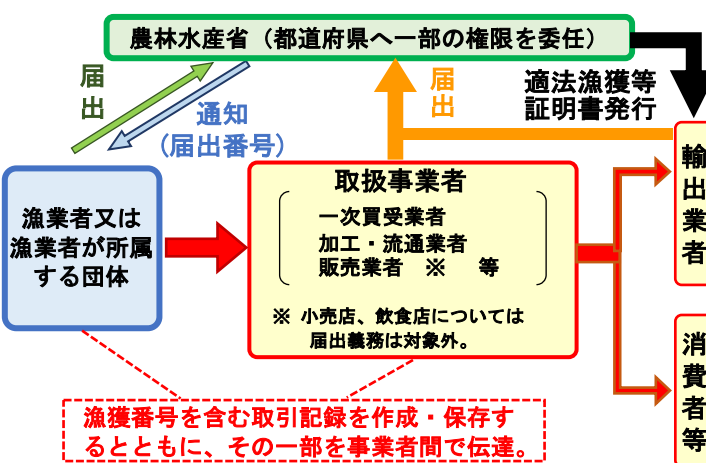 農林水産省（都道府県へ一部の権限を委任）
届
出
通知
（届出番号）
届
出
適法漁獲等
証明書発行
漁業者又は
漁業者が所属
する団体
取扱事業者
一次買受業者
加工・流通業者
販売業者　※　等
※ 小売店、飲食店については
届出義務は対象外。
輸
出
業
者
消
費
者
等
漁獲番号を含む取引記録を作成・保存す
るとともに、その一部を事業者間で伝達。